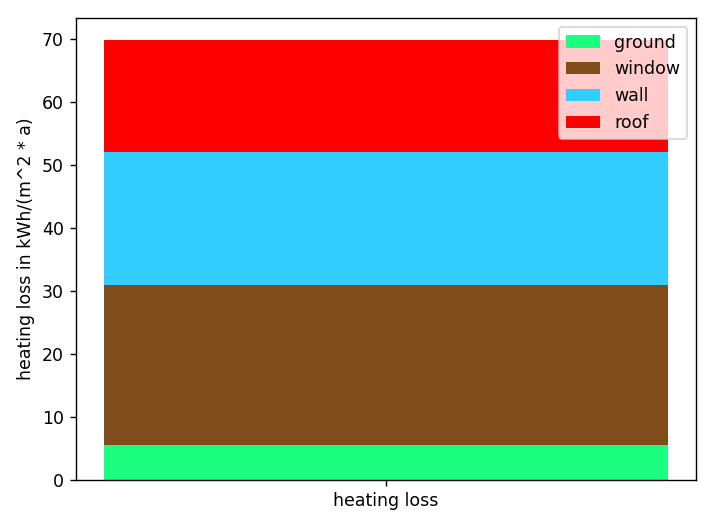 70
60
50
40
30
20
10
0
heating loss in kWh/(m^2 * a)
heating loss
ground
window
wall
roof